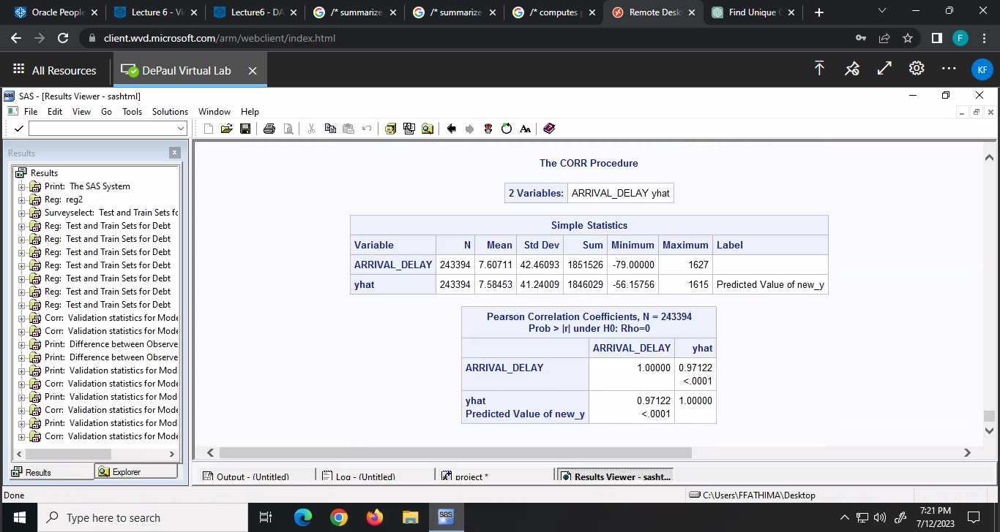 Oracle People
Lecture 6 - Vi
Lecture6 - DA
/* summarize
/* summarize
/* computes p
Remote Desk
Find Unique C
client.wvd.microsoft.com/arm/webclient/index.html
F
All Resources
DePaul Virtual Lab
KF
SAS - [Results Viewer - sashtml]
File Edit View Go Tools Solutions Window Help
Results
Results
Print: The SAS System
Reg: reg2
Surveyselect: Test and Train Sets fo
Reg: Test and Train Sets for Debt
Reg: Test and Train Sets for Debt
Reg: Test and Train Sets for Debt
Reg: Test and Train Sets for Debt
Reg: Test and Train Sets for Debt
Reg: Test and Train Sets for Debt
Reg: Test and Train Sets for Debt
Corr: Validation statistics for Mode
Corr: Validation statistics for Mode
Print: Difference between Observe
Print: Difference between Observe
Print: Validation statistics for Mod
Corr: Validation statistics for Mode
Print: Validation statistics for Mod
Corr: Validation statistics for Mode
Print: Validation statistics for Mod
Corr: Validation statistics for Mode
Results
Explorer
The CORR Procedure
2 Variables: ARRIVAL_DELAY yhat
Simple Statistics
Variable N Mean Std Dev Sum Minimum Maximum Label
ARRIVAL_DELAY 243394 7.60711 42.46093 1851526 -79.00000 1627
yhat 243394 7.58453 41.24009 1846029 -56.15756 1615 Predicted Value of new_y
Pearson Correlation Coefficients, N = 243394
Prob > |r| under H0: Rho=0
ARRIVAL_DELAY yhat
ARRIVAL_DELAY 1.00000 0.97122
<.0001
yhat 0.97122 1.00000
Predicted Value of new_y <.0001
Output - (Untitled)
Log - (Untitled)
project *
Results Viewer - sasht...
Done
C:\Users\FFATHIMA\Desktop
Type here to search
sas
7:21 PM
7/12/2023